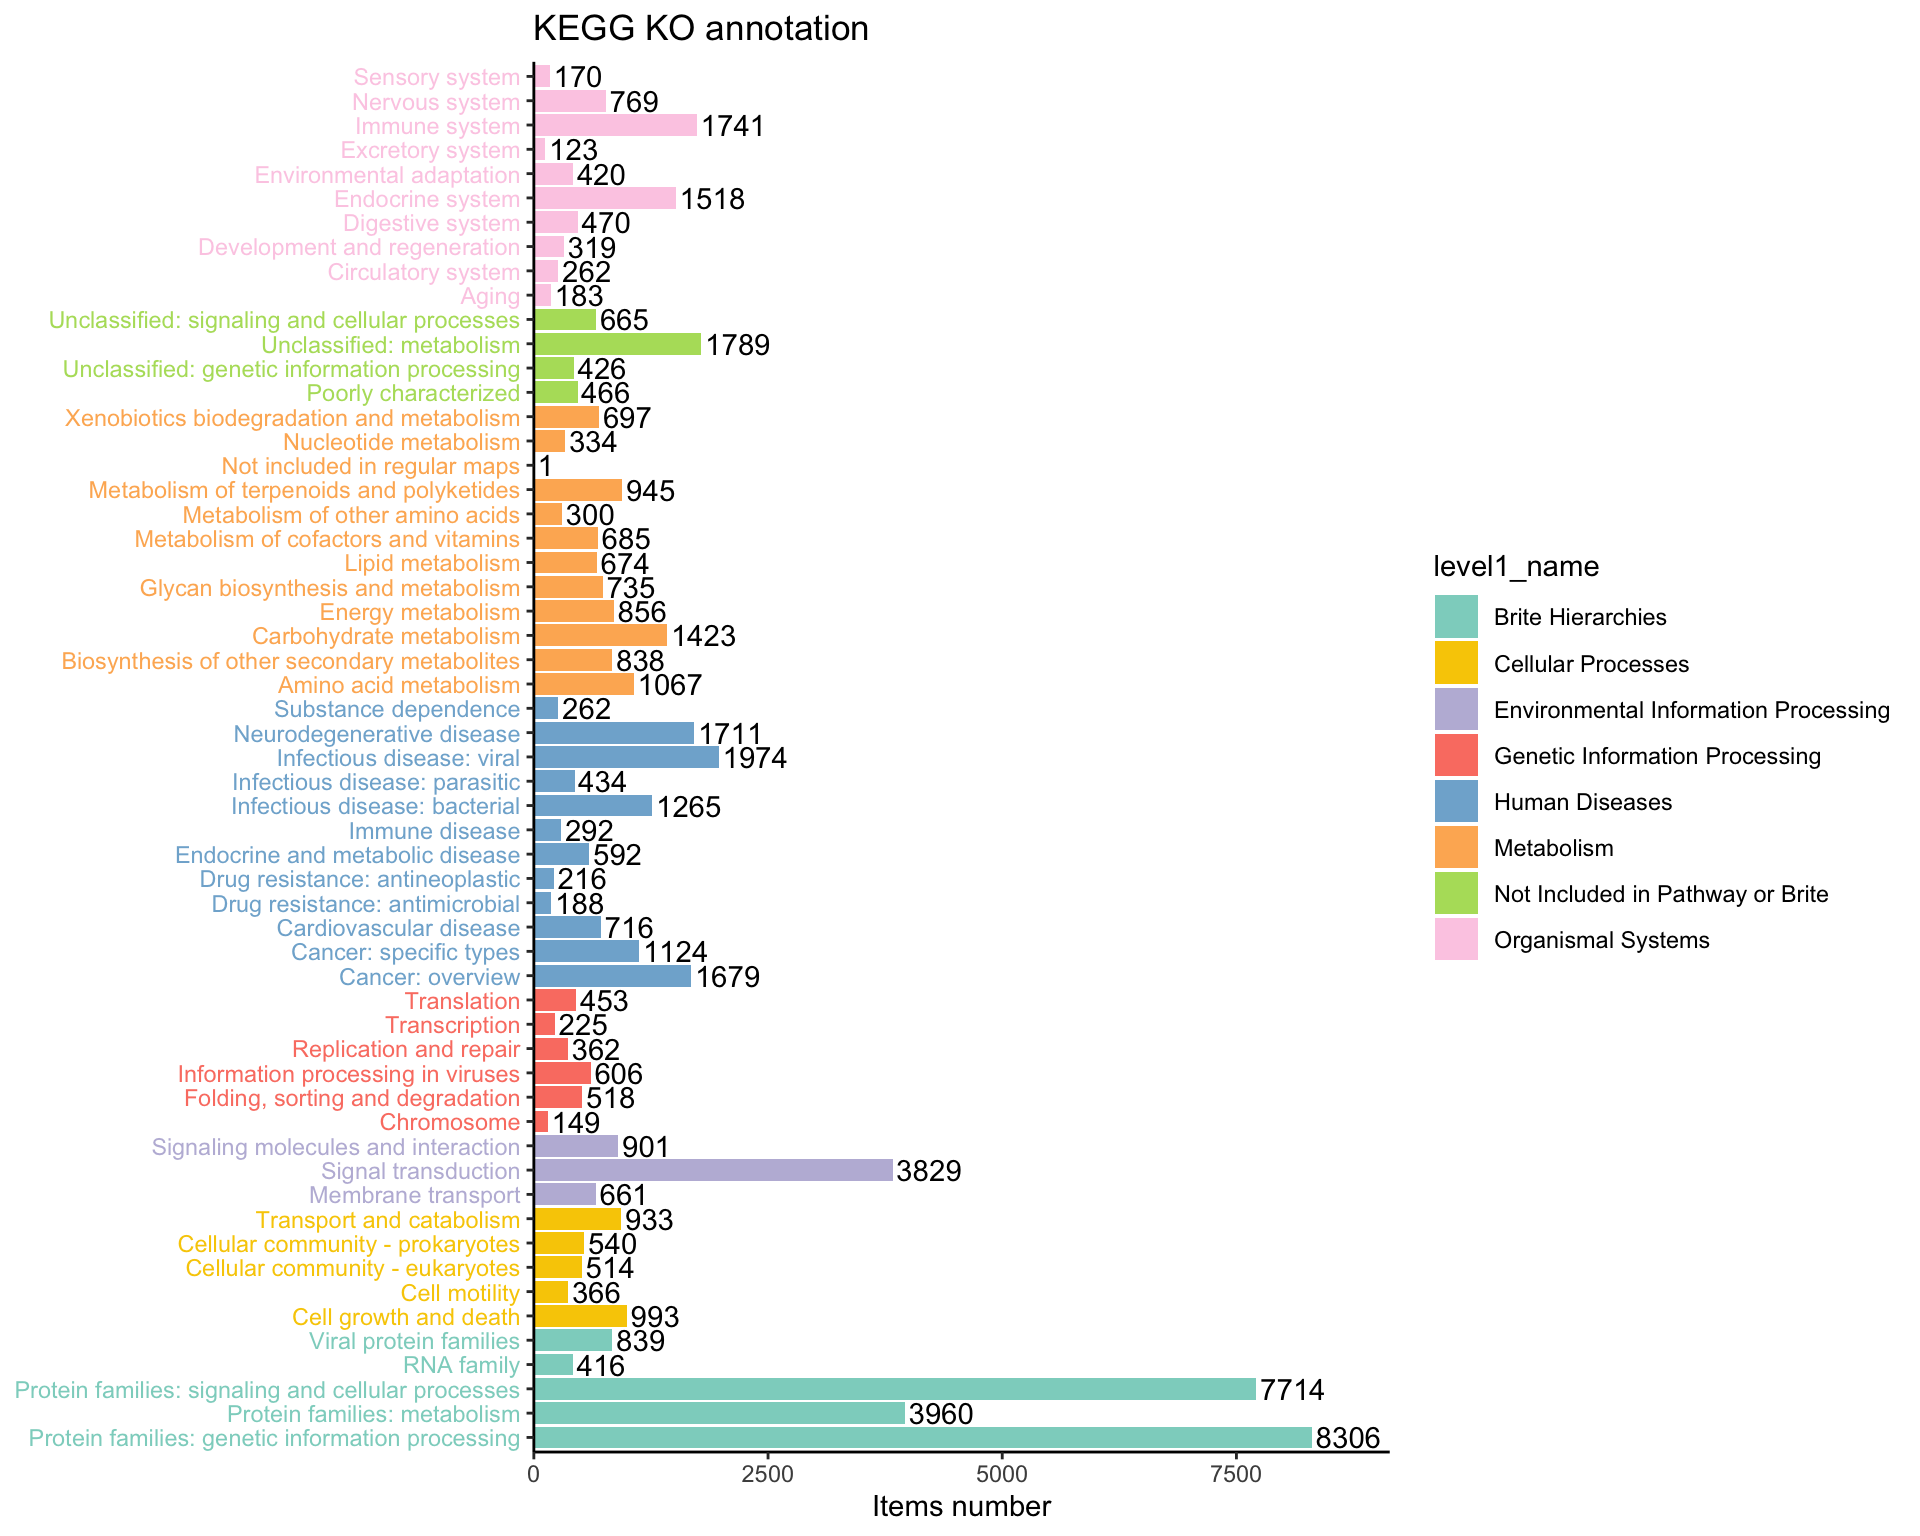 KEGG KO annotation
Sensory system 170
Nervous system 769
Immune system 1741
Excretory system 123
Environmental adaptation 420
Endocrine system 1518
Digestive system 470
Development and regeneration 319
Circulatory system 262
Aging 183
Unclassified: signaling and cellular processes 665
Unclassified: metabolism 1789
Unclassified: genetic information processing 426
Poorly characterized 466
Xenobiotics biodegradation and metabolism 697
Nucleotide metabolism 334
Not included in regular maps 1
Metabolism of terpenoids and polyketides 945
Metabolism of other amino acids 300
Metabolism of cofactors and vitamins 685
Lipid metabolism 674
Glycan biosynthesis and metabolism 735
Energy metabolism 856
Carbohydrate metabolism 1423
Biosynthesis of other secondary metabolites 838
Amino acid metabolism 1067
Substance dependence 262
Neurodegenerative disease 1711
Infectious disease: viral 1974
Infectious disease: parasitic 434
Infectious disease: bacterial 1265
Immune disease 292
Endocrine and metabolic disease 592
Drug resistance: antineoplastic 216
Drug resistance: antimicrobial 188
Cardiovascular disease 716
Cancer: specific types 1124
Cancer: overview 1679
Translation 453
Transcription 225
Replication and repair 362
Information processing in viruses 606
Folding, sorting and degradation 518
Chromosome 149
Signaling molecules and interaction 901
Signal transduction 3829
Membrane transport 661
Transport and catabolism 933
Cellular community - prokaryotes 540
Cellular community - eukaryotes 514
Cell motility 366
Cell growth and death 993
Viral protein families 839
RNA family 416
Protein families: signaling and cellular processes 7714
Protein families: metabolism 3960
Protein families: genetic information processing 8306
0 2500 5000 7500
Items number
level1_name
Brite Hierarchies
Cellular Processes
Environmental Information Processing
Genetic Information Processing
Human Diseases
Metabolism
Not Included in Pathway or Brite
Organismal Systems